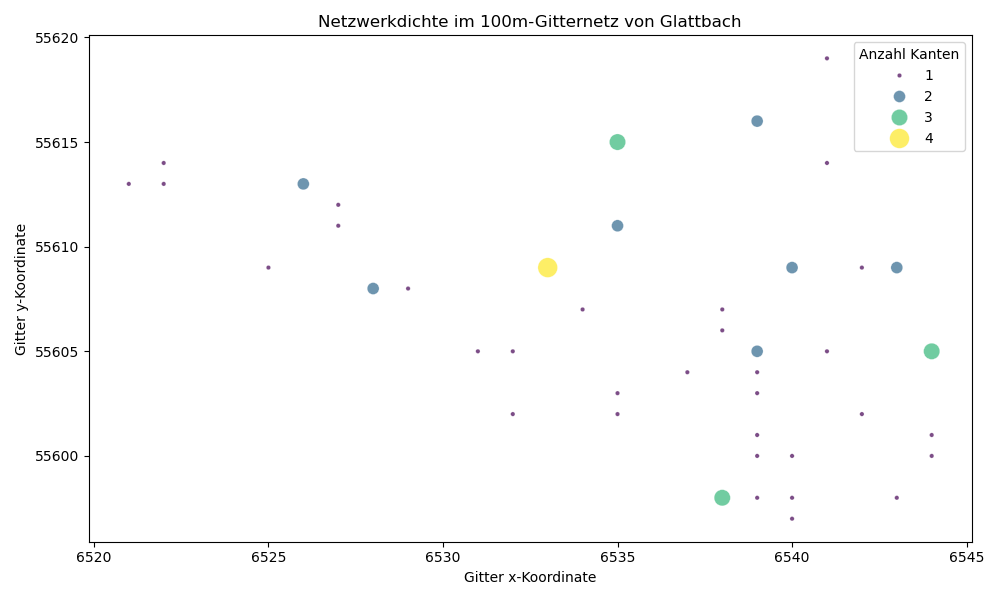 Netzwerkdichte im 100m-Gitternetz von Glattbach
Anzahl Kanten
1
2
3
4
Gitter y-Koordinate
55620
55615
55610
55605
55600
6520 6525 6530 6535 6540 6545
Gitter x-Koordinate